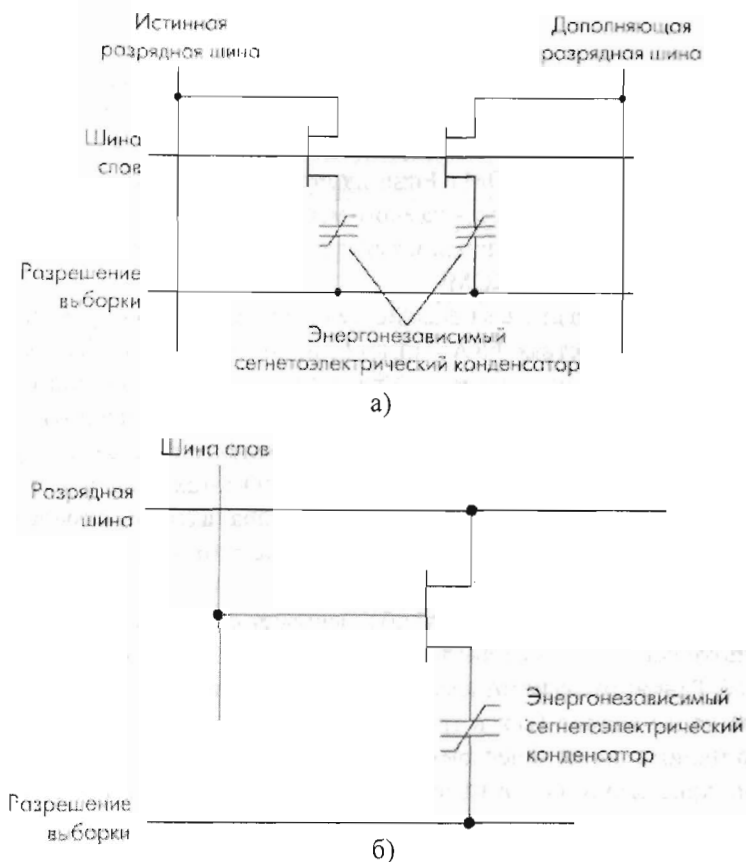 Истинная
разрядная шина
Дополняющая
разрядная шина
Шина
слов
Разрешение
выборки
Энергонезависимый
сегнетоэлектрический конденсатор
а)
Шина слов
Разрядная
шина
Энергонезависимый
сегнетоэлектрический
конденсатор
Разрешение
выборки
б)